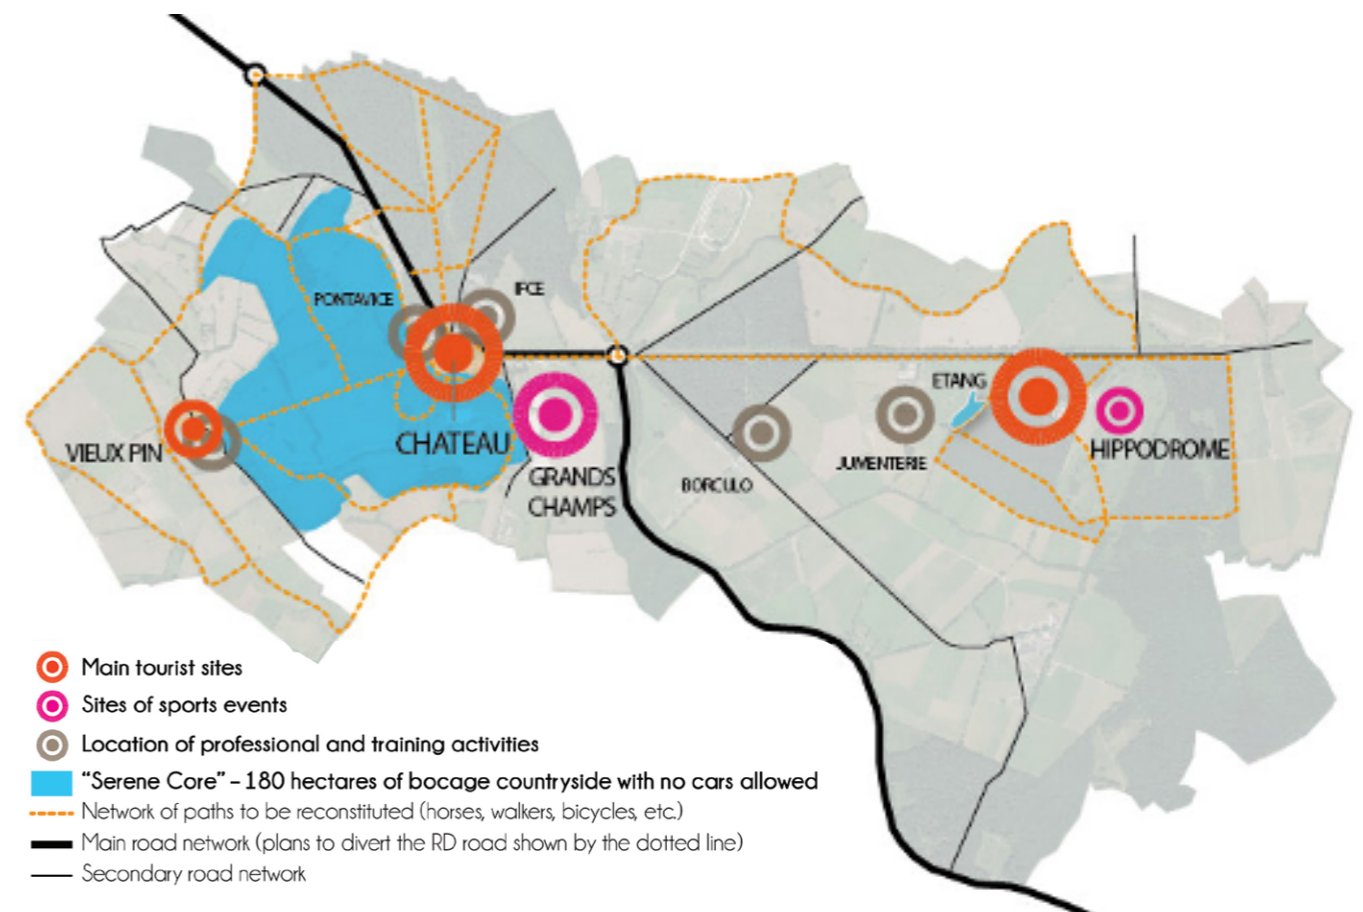 IFCE
PONTAVICE
ETANG
CHATEAU
VIEUX PIN
HIPPODROME
JUMENTERIE
GRANDS
CHAMPS
BORCULO
Main tourist sites
Sites of sports events
Location of professional and training activities
“Serene Core” – 180 hectares of bocage countryside with no cars allowed
Network of paths to be reconstituted (horses, walkers, bicycles, etc.)
Main road network (plans to divert the RD road shown by the dotted line)
Secondary road network